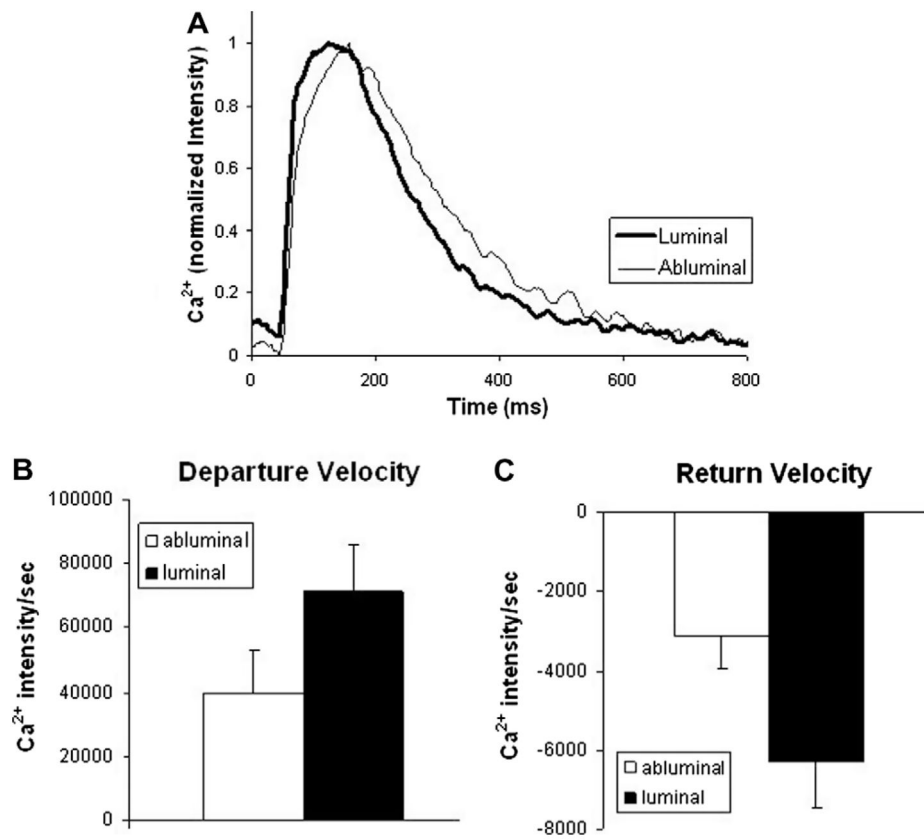 A
Ca²⁺ (normalized Intensity)
1
0.8
0.6
0.4
0.2
0
0 200 400 600 800
Time (ms)
Luminal
Abluminal
B
Departure Velocity
Ca²⁺ intensity/sec
100000
80000
60000
40000
20000
0
abluminal
luminal
C
Return Velocity
Ca²⁺ intensity/sec
0
-2000
-4000
-6000
-8000
abluminal
luminal